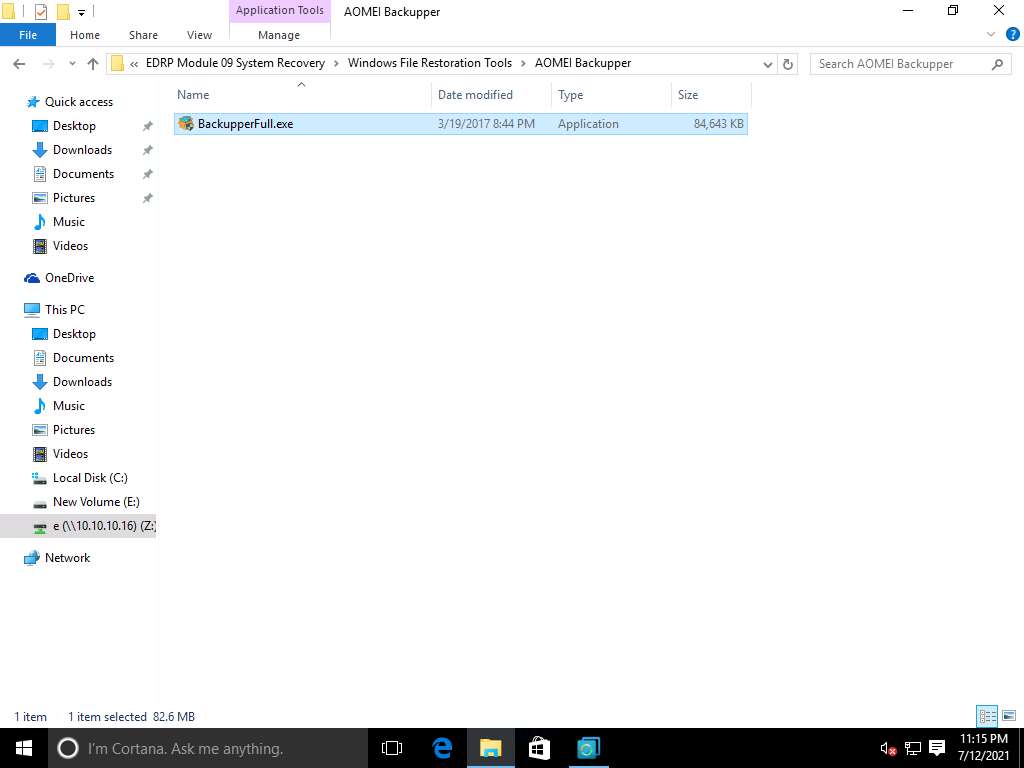 Application Tools
AOMEI Backupper
File
Home
Share
View
Manage
« EDRP Module 09 System Recovery › Windows File Restoration Tools › AOMEI Backupper
Search AOMEI Backupper
Name
Date modified
Type
Size
BackupperFull.exe
3/19/2017 8:44 PM
Application
84,643 KB
Quick access
Desktop
Downloads
Documents
Pictures
Music
Videos
OneDrive
This PC
Desktop
Documents
Downloads
Music
Pictures
Videos
Local Disk (C:)
New Volume (E:)
e (\\10.10.10.16) (Z:)
Network
1 item
1 item selected 82.6 MB
I'm Cortana. Ask me anything.
11:15 PM
7/12/2021